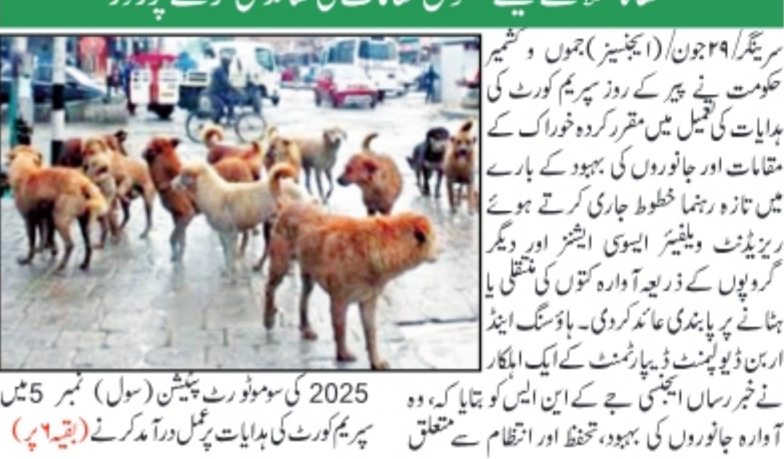 سرینگر/۲۹جون/(ایجنسیز)جموں و کشمیر
حکومت نے پیر کے روز سپریم کورٹ کی
ہدایات کی تعمیل میں مقرر کردہ خوراک کے
مقامات اور جانوروں کی بہبود کے بارے
میں تازہ رہنما خطوط جاری کرتے ہوئے
ریزیڈنٹ ویلفیئر ایسوسی ایشنز اور دیگر
گروپوں کے ذریعہ آوارہ کتوں کی منتقلی یا
ہٹانے پر پابندی عائد کر دی۔ ہاؤسنگ اینڈ
اربن ڈیولپمنٹ ڈیپارٹمنٹ کے ایک اہلکار
نے خبر رساں ایجنسی جے کے این ایس کو بتایا کہ، وہ
آوارہ جانوروں کی بہبود، تحفظ اور انتظام سے متعلق
2025 کی سوموٹو رٹ پٹیشن (سول) نمبر 5 میں
سپریم کورٹ کی ہدایات پر عمل درآمد کرنے (بقیہ ۶ پر)